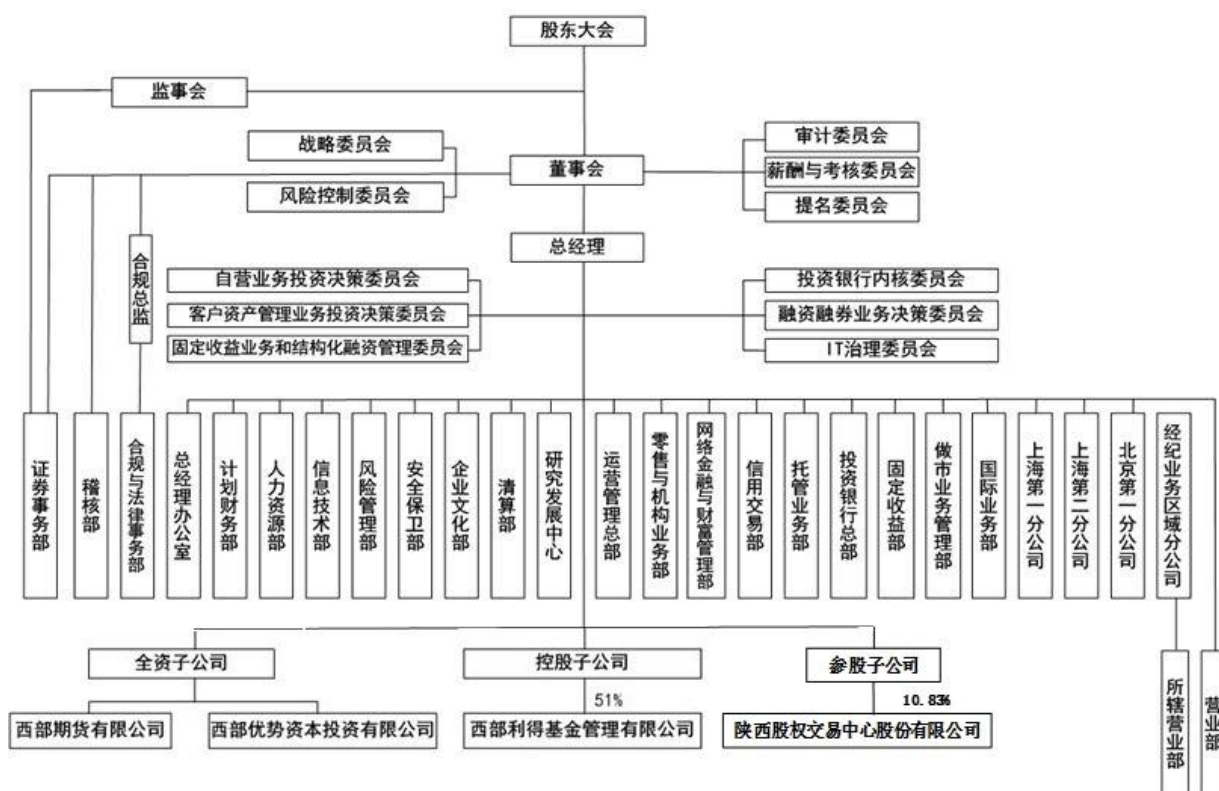 股东大会
监事会
战略委员会
审计委员会
董事会
薪酬与考核委员会
风险控制委员会
提名委员会
总经理
合规总监
自营业务投资决策委员会
投资银行内核委员会
客户资产管理业务投资决策委员会
融资融券业务决策委员会
固定收益业务和结构化融资管理委员会
IT治理委员会
证券事务部
稽核部
合规与法律事务部
总经理办公室
计划财务部
人力资源部
信息技术部
风险管理部
安全保卫部
企业文化部
清算部
研究发展中心
运营管理总部
零售与机构业务部
网络金融与财富管理部
信用交易部
托管业务部
投资银行总部
固定收益部
做市业务管理部
国际业务部
上海第一分公司
上海第二分公司
北京第一分公司
经纪业务区域分公司
全资子公司
控股子公司
参股子公司
51%
10.83%
西部期货有限公司
西部优势资本投资有限公司
西部利得基金管理有限公司
陕西股权交易中心股份有限公司
所辖营业部
营业部